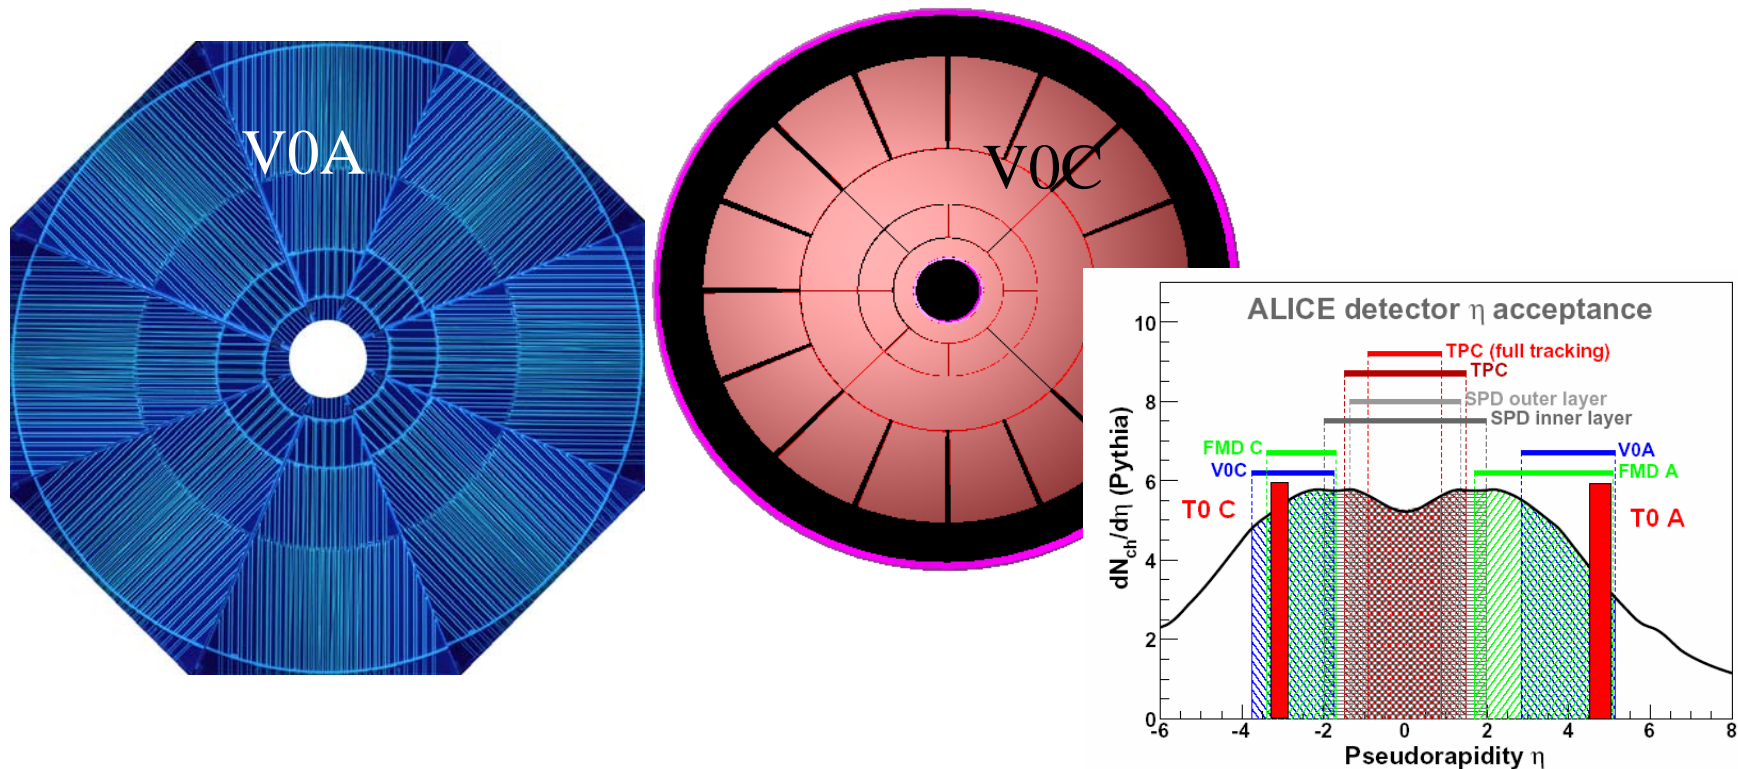 V0A
V0C
ALICE detector η acceptance
TPC (full tracking)
TPC
SPD outer layer
SPD inner layer
FMD C
V0A
V0C
FMD A
T0 C
T0 A
dN_ch/dη (Pythia)
10
8
6
4
2
0
-6 -4 -2 0 2 4 6 8
Pseudorapidity η